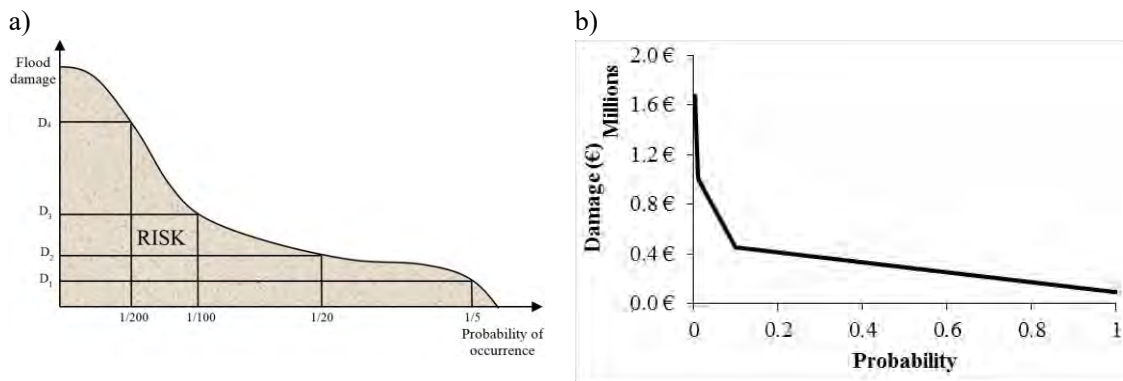 a)
Flood
damage
D₄
D₃
D₂
D₁
RISK
1/200
1/100
1/20
1/5
Probability of
occurrence
b)
Damage (€)
Millions
2.0 €
1.6 €
1.2 €
0.8 €
0.4 €
0.0 €
0
0.2
0.4
0.6
0.8
1
Probability